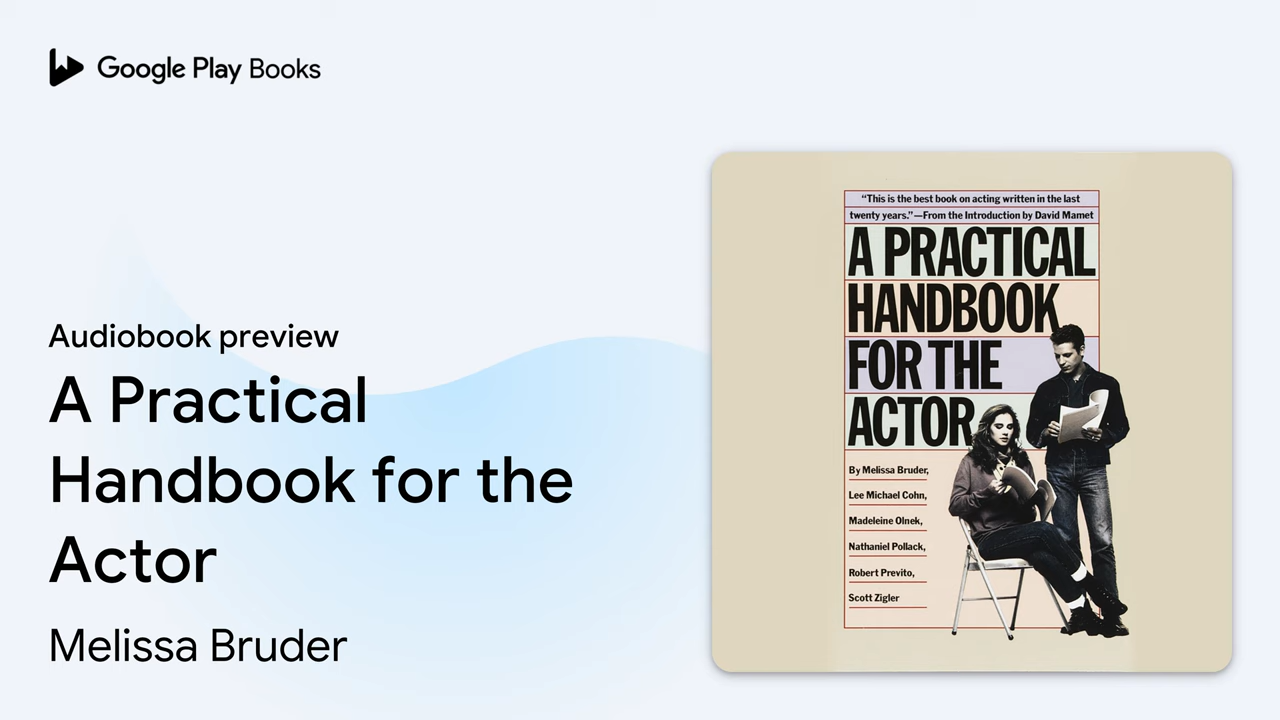 Google Play Books
Audiobook preview
A Practical
Handbook for the
Actor
Melissa Bruder
“This is the best book on acting written in the last
twenty years.”—From the Introduction by David Mamet
A PRACTICAL
HANDBOOK
FOR THE
ACTOR
By Melissa Bruder,
Lee Michael Cohn,
Madeleine Olnek,
Nathaniel Pollack,
Robert Previto,
Scott Zigler